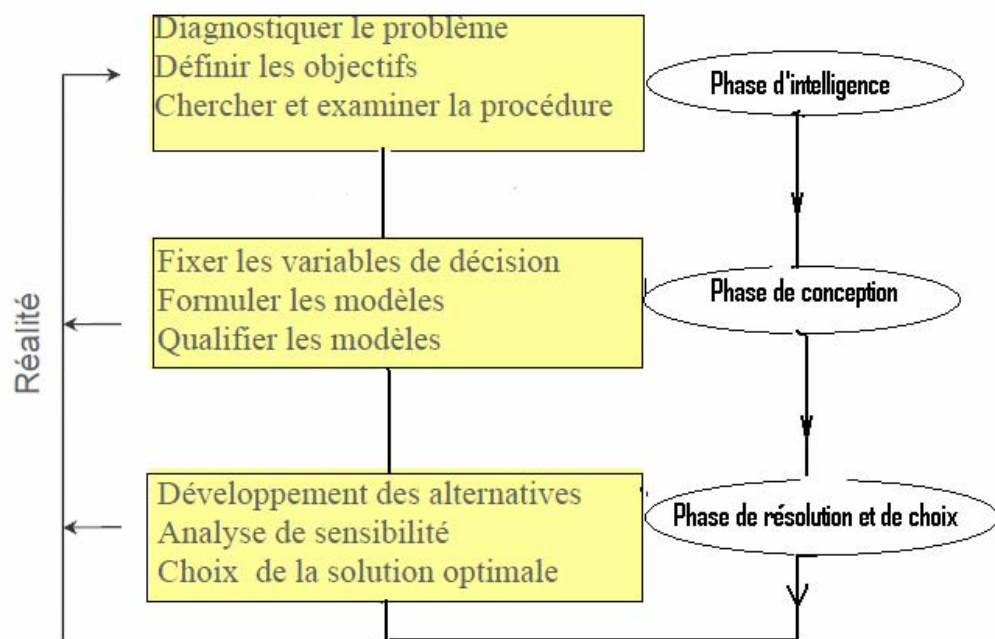 Diagnostiquer le problème
Définir les objectifs
Chercher et examiner la procédure
Phase d'intelligence
Fixer les variables de décision
Formuler les modèles
Qualifier les modèles
Phase de conception
Réalité
Développement des alternatives
Analyse de sensibilité
Choix de la solution optimale
Phase de résolution et de choix